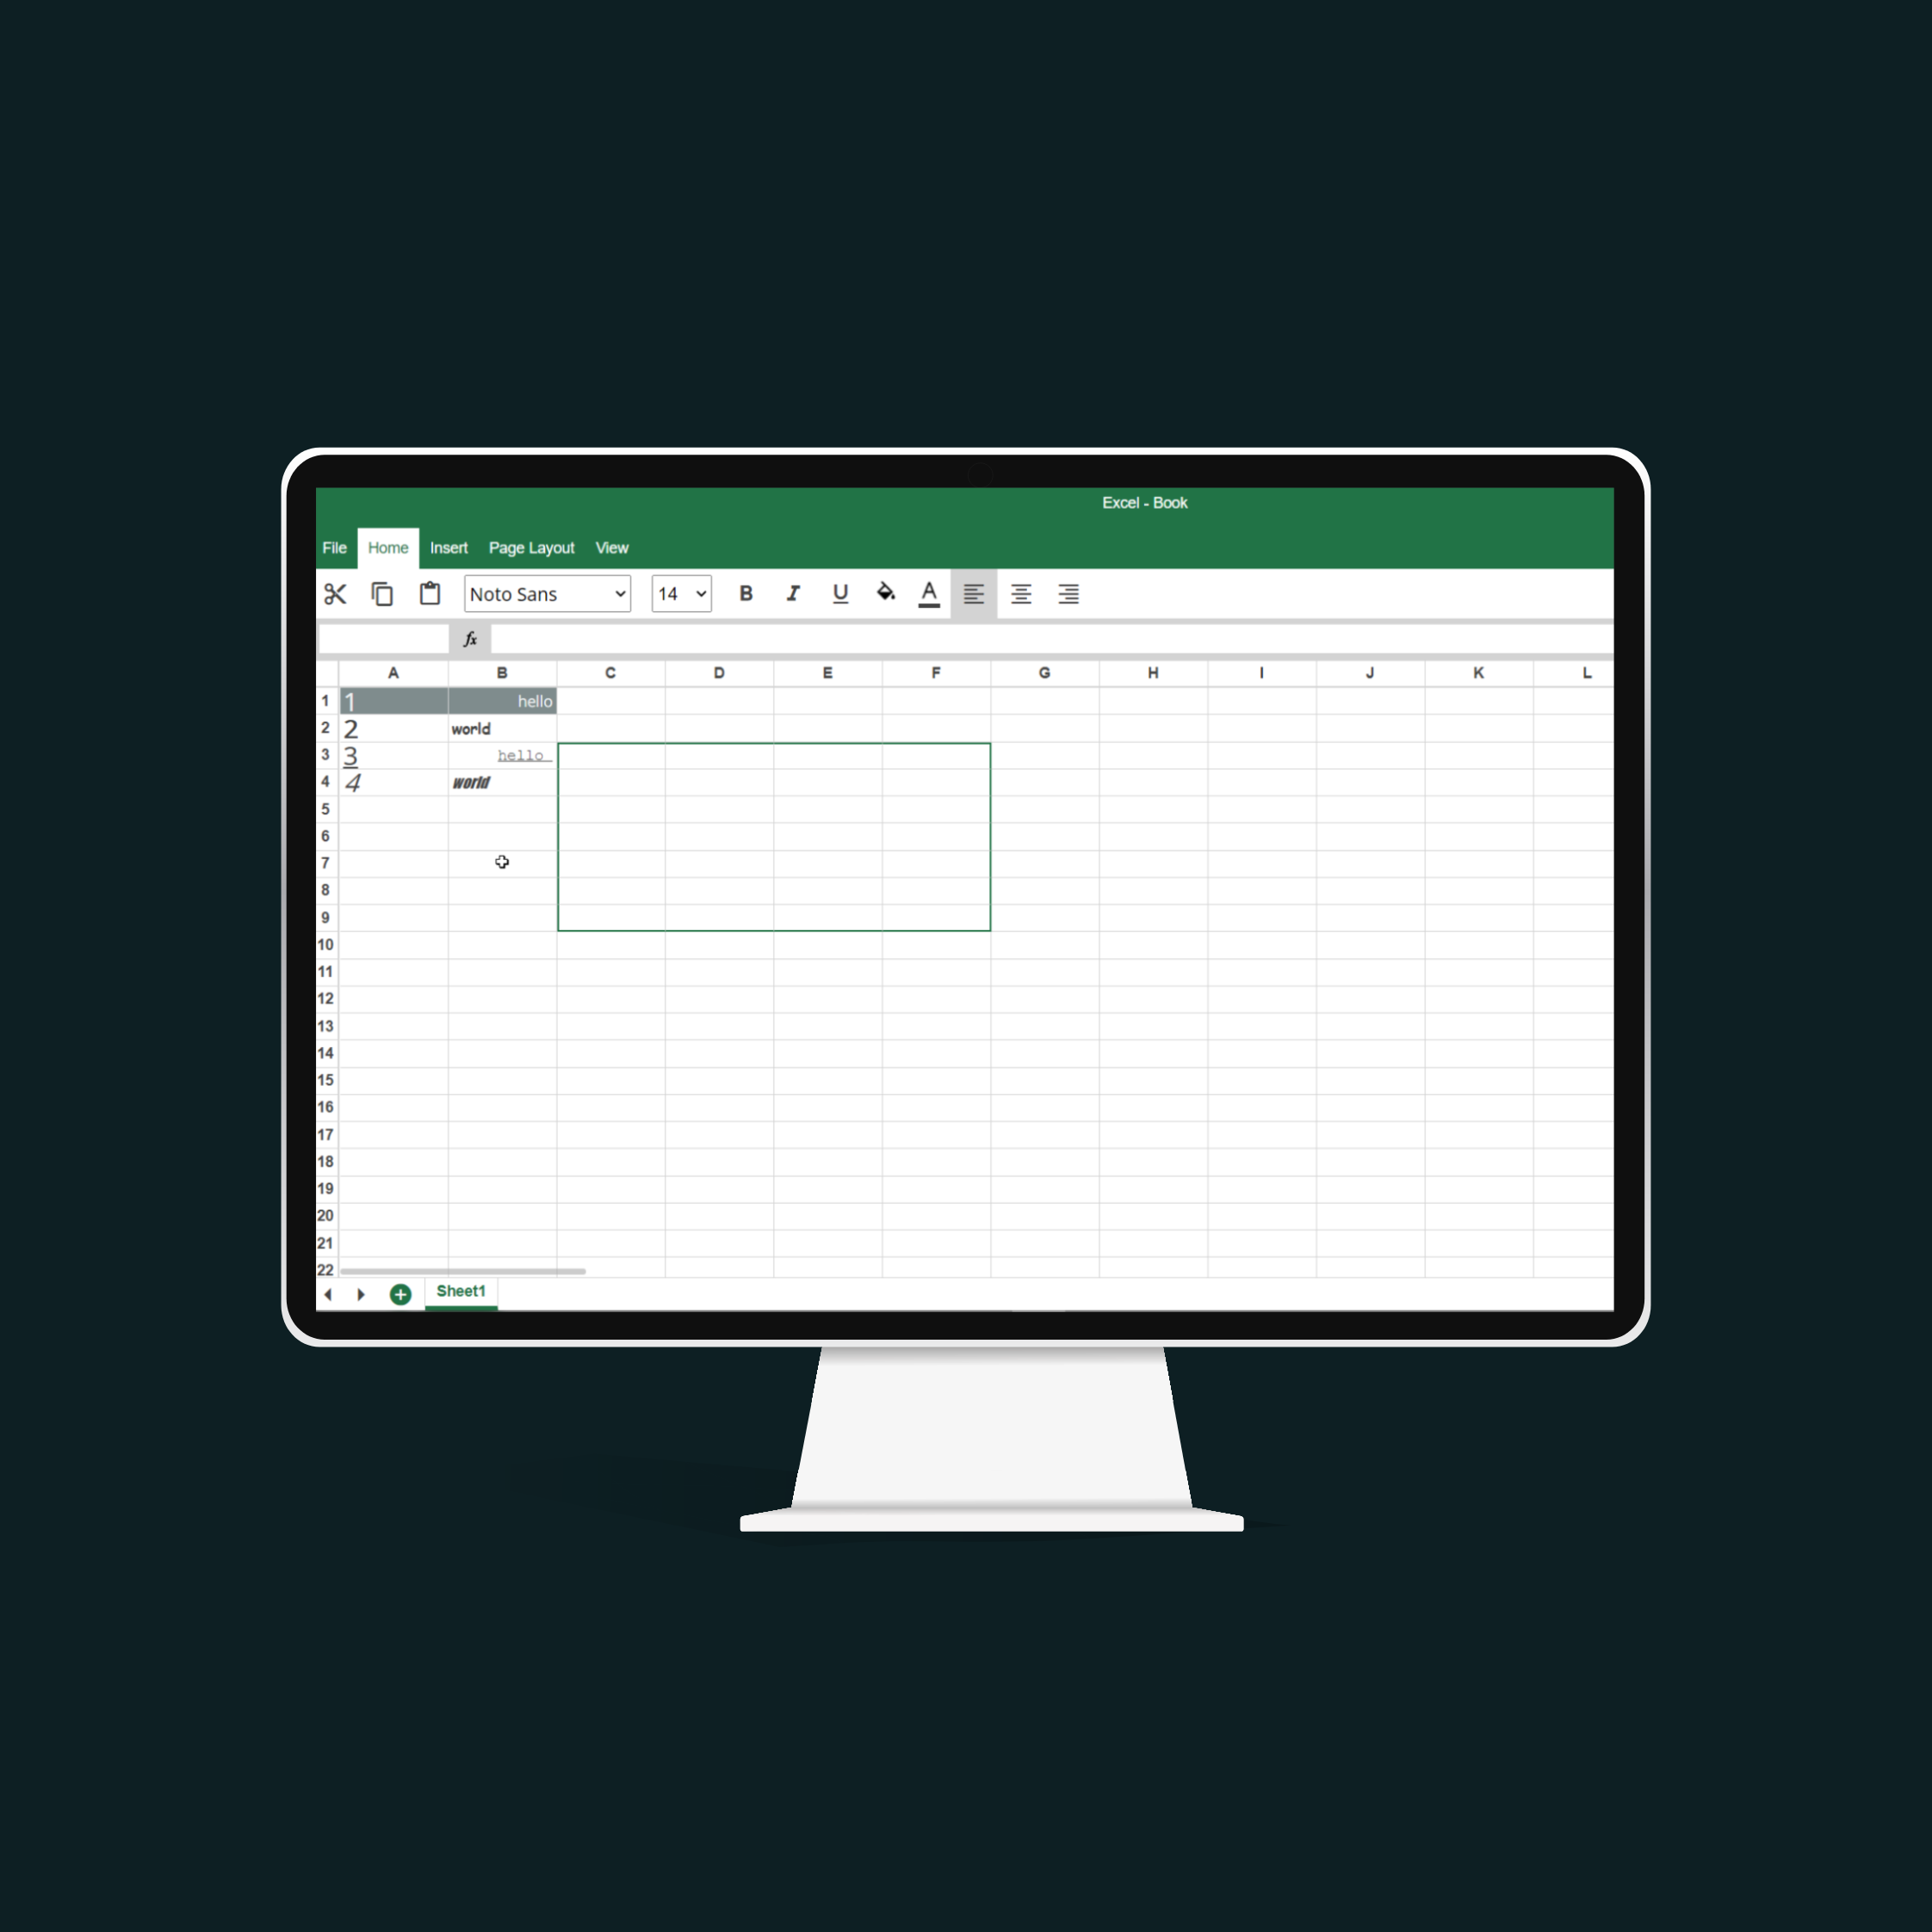 Excel - Book
File Home Insert Page Layout View
Noto Sans 14 B I U A
fx
A B C D E F G H I J K L
1 1 hello
2 2 world
3 3 hello
4 4 world
5
6
7
8
9
10
11
12
13
14
15
16
17
18
19
20
21
22
Sheet1